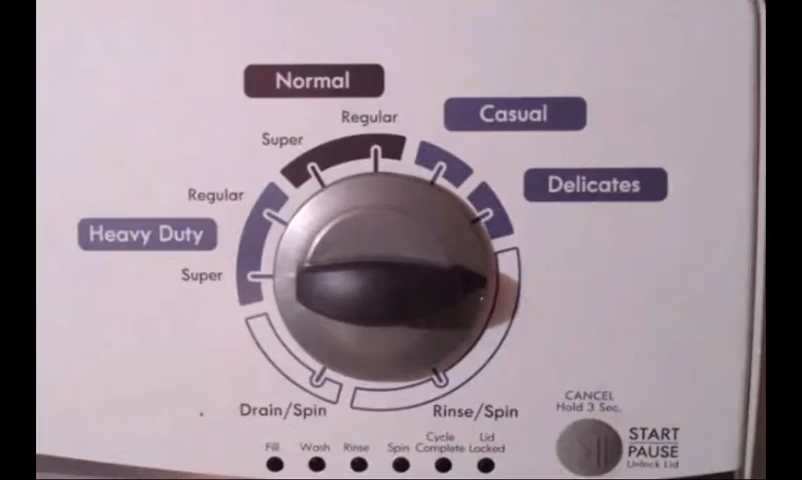 Normal
Regular
Casual
Super
Delicates
Regular
Heavy Duty
Super
Drain/Spin
Rinse/Spin
CANCEL
Hold 3 Sec.
START
PAUSE
Unlock Lid
Fill
Wash
Rinse
Spin
Cycle
Complete
Lid
Locked